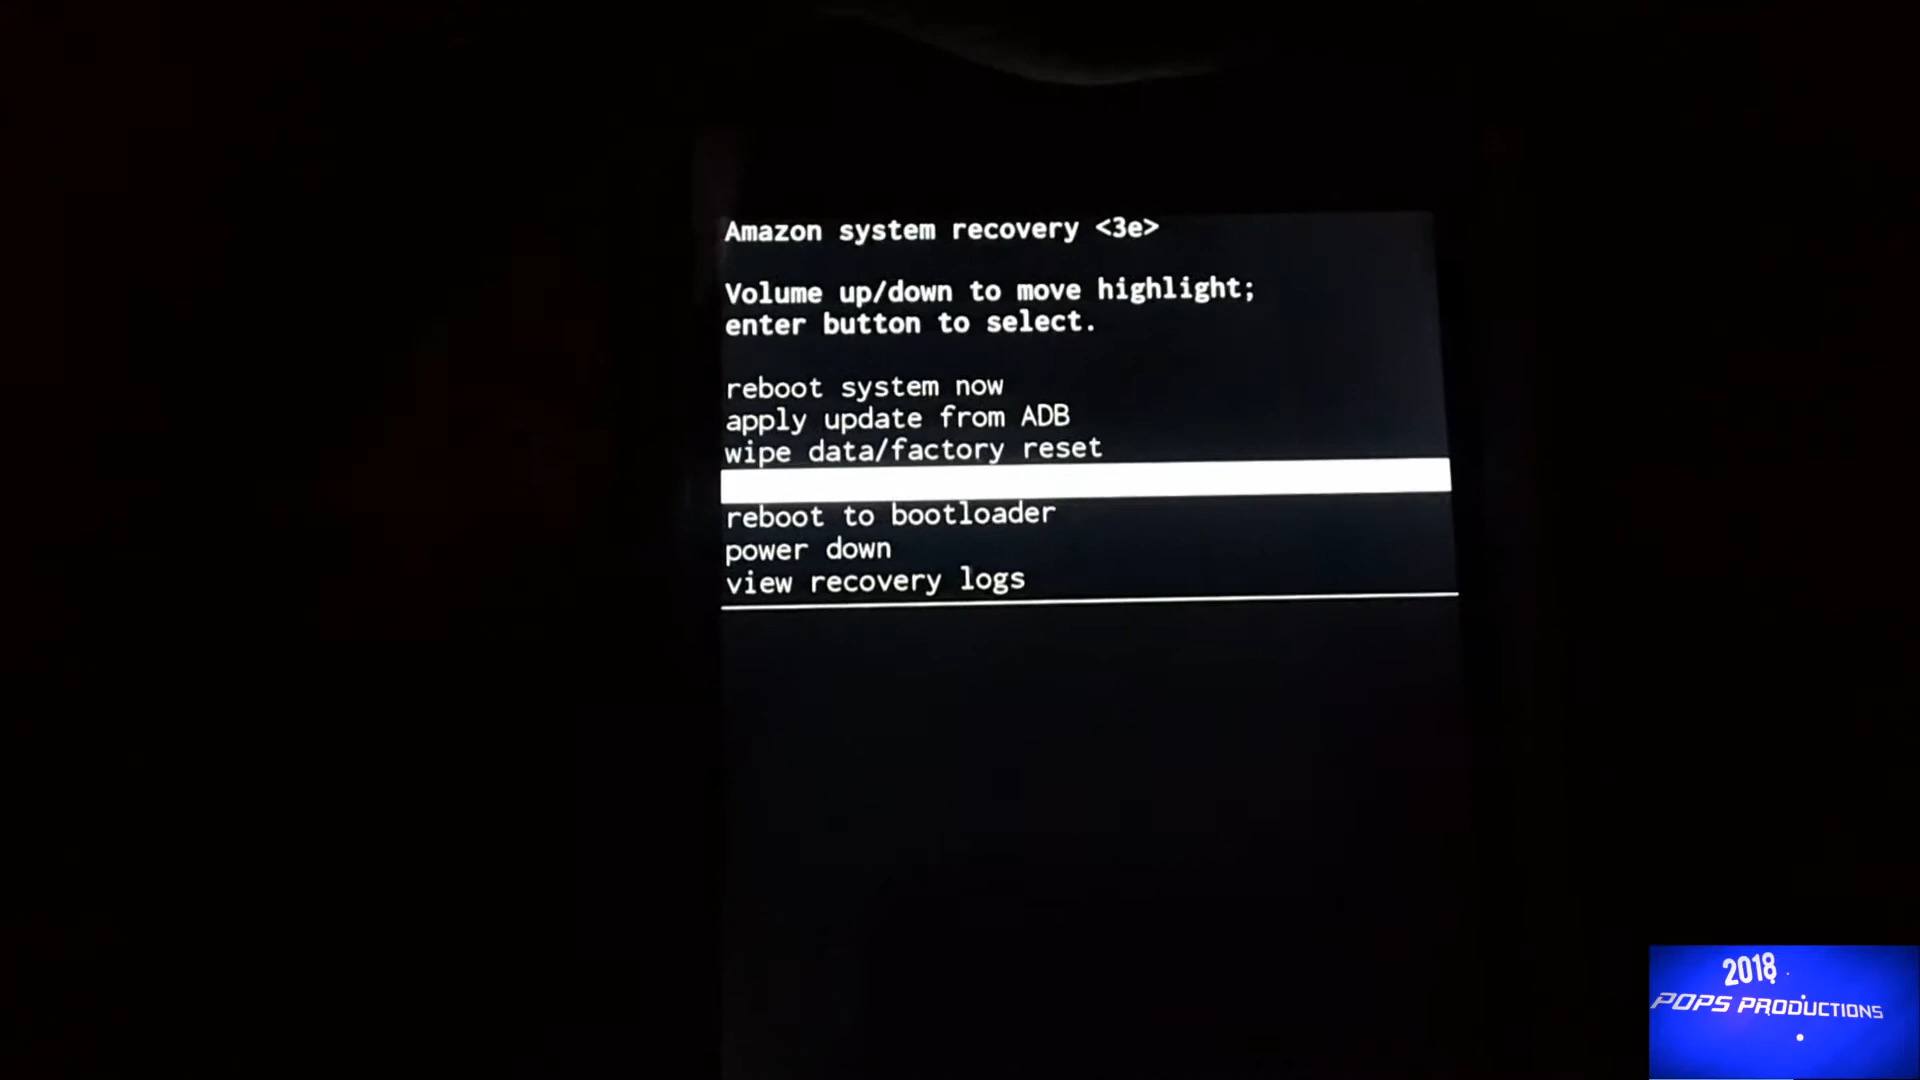 Amazon system recovery <3e>
Volume up/down to move highlight;
enter button to select.
reboot system now
apply update from ADB
wipe data/factory reset
reboot to bootloader
power down
view recovery logs
2018
POPS PRODUCTIONS